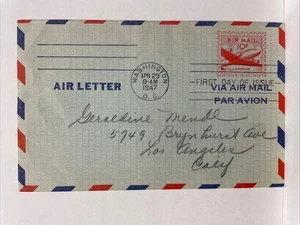 AIR MAIL
10¢
WASHINGTON
APR 29
9-AM
1947
D. C.
FIRST DAY OF ISSUE
AIR LETTER
VIA AIR MAIL
PAR AVION
Geraldine Mendl
5749 Brynhurst Ave
Los Angeles
Calif